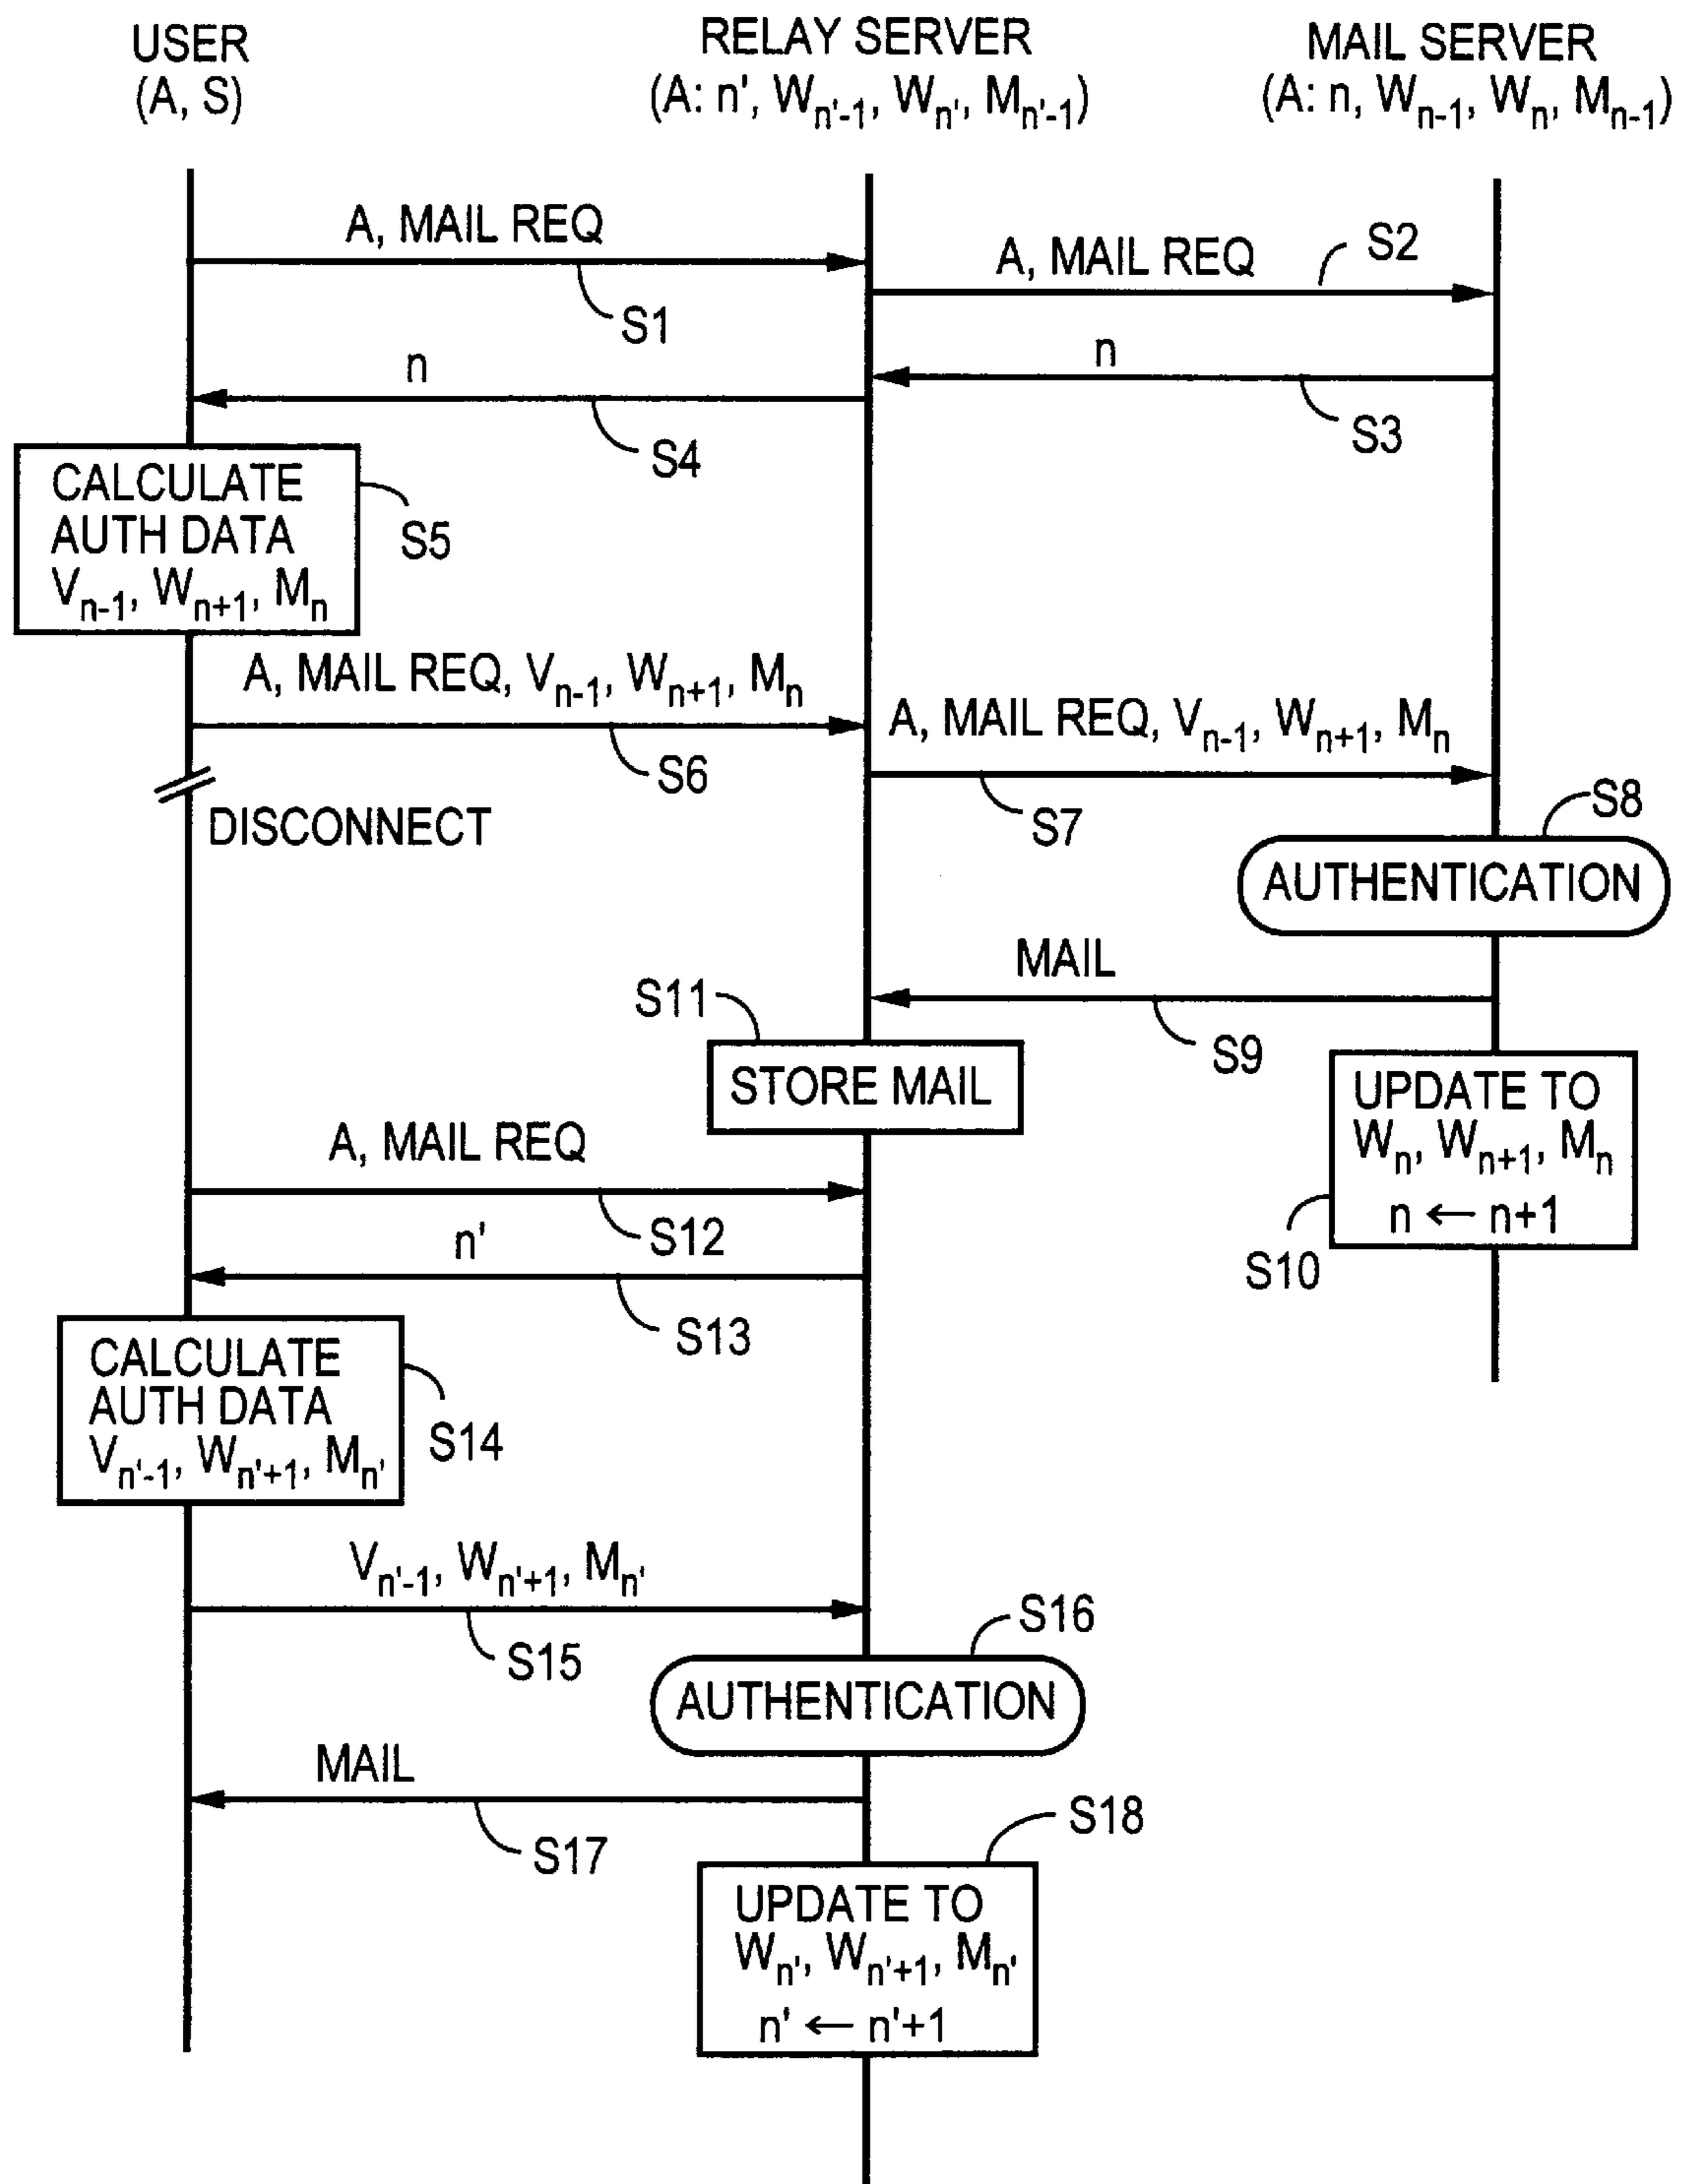 USER
(A, S)
RELAY SERVER
(A: n', Wn'-1, Wn', Mn'-1)
MAIL SERVER
(A: n, Wn-1, Wn, Mn-1)
A, MAIL REQ
S1
A, MAIL REQ
S2
n
S3
n
S4
CALCULATE
AUTH DATA
Vn-1, Wn+1, Mn
S5
A, MAIL REQ, Vn-1, Wn+1, Mn
S6
A, MAIL REQ, Vn-1, Wn+1, Mn
S7
DISCONNECT
S8
AUTHENTICATION
MAIL
S9
S11
STORE MAIL
UPDATE TO
Wn, Wn+1, Mn
n ← n+1
S10
A, MAIL REQ
S12
n'
S13
CALCULATE
AUTH DATA
Vn'-1, Wn'+1, Mn'
S14
Vn'-1, Wn'+1, Mn'
S15
S16
AUTHENTICATION
MAIL
S17
S18
UPDATE TO
Wn', Wn'+1, Mn'
n' ← n'+1